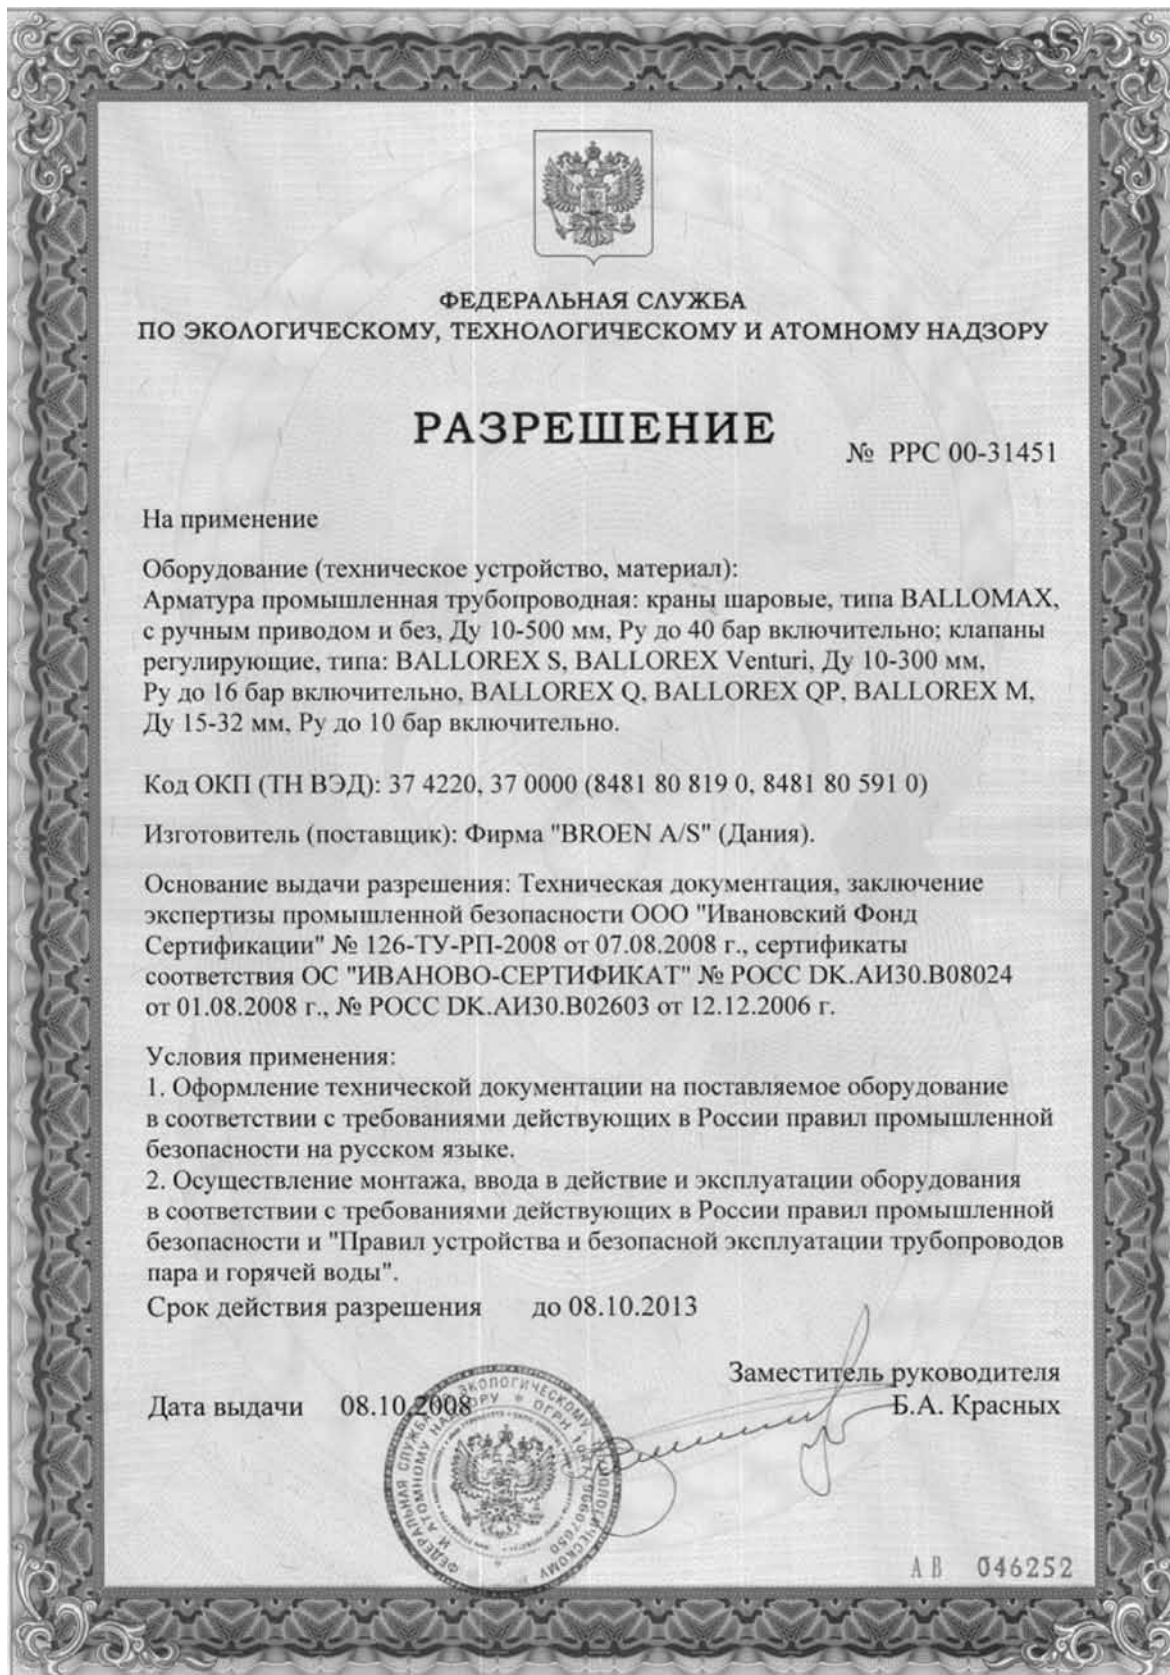 ФЕДЕРАЛЬНАЯ СЛУЖБА
ПО ЭКОЛОГИЧЕСКОМУ, ТЕХНОЛОГИЧЕСКОМУ И АТОМНОМУ НАДЗОРУ
РАЗРЕШЕНИЕ
№ РРС 00-31451
На применение
Оборудование (техническое устройство, материал):
Арматура промышленная трубопроводная: краны шаровые, типа BALLOMAX,
с ручным приводом и без, Ду 10-500 мм, Ру до 40 бар включительно; клапаны
регулирующие, типа: BALLOREX S, BALLOREX Venturi, Ду 10-300 мм,
Ру до 16 бар включительно, BALLOREX Q, BALLOREX QP, BALLOREX M,
Ду 15-32 мм, Ру до 10 бар включительно.
Код ОКП (ТН ВЭД): 37 4220, 37 0000 (8481 80 819 0, 8481 80 591 0)
Изготовитель (поставщик): Фирма "BROEN A/S" (Дания).
Основание выдачи разрешения: Техническая документация, заключение
экспертизы промышленной безопасности ООО "Ивановский Фонд
Сертификации" № 126-ТУ-РП-2008 от 07.08.2008 г., сертификаты
соответствия ОС "ИВАНОВО-СЕРТИФИКАТ" № РОСС DK.АИ30.В08024
от 01.08.2008 г., № РОСС DK.АИ30.В02603 от 12.12.2006 г.
Условия применения:
1. Оформление технической документации на поставляемое оборудование
в соответствии с требованиями действующих в России правил промышленной
безопасности на русском языке.
2. Осуществление монтажа, ввода в действие и эксплуатации оборудования
в соответствии с требованиями действующих в России правил промышленной
безопасности и "Правил устройства и безопасной эксплуатации трубопроводов
пара и горячей воды".
Срок действия разрешения до 08.10.2013
Заместитель руководителя
Дата выдачи 08.10.2008 Б.А. Красных
ФЕДЕРАЛЬНАЯ СЛУЖБА ПО ЭКОЛОГИЧЕСКОМУ, ТЕХНОЛОГИЧЕСКОМУ
И АТОМНОМУ НАДЗОРУ * ОГРН
АВ 046252